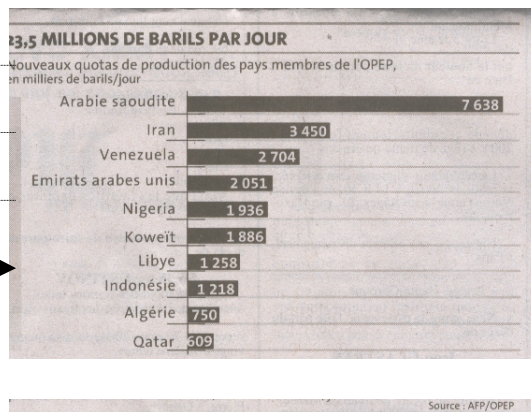 23,5 MILLIONS DE BARILS PAR JOUR
Nouveaux quotas de production des pays membres de l'OPEP,
en milliers de barils/jour
Arabie saoudite 7 638
Iran 3 450
Venezuela 2 704
Emirats arabes unis 2 051
Nigeria 1 936
Koweït 1 886
Libye 1 258
Indonésie 1 218
Algérie 750
Qatar 609
Source : AFP/OPEP